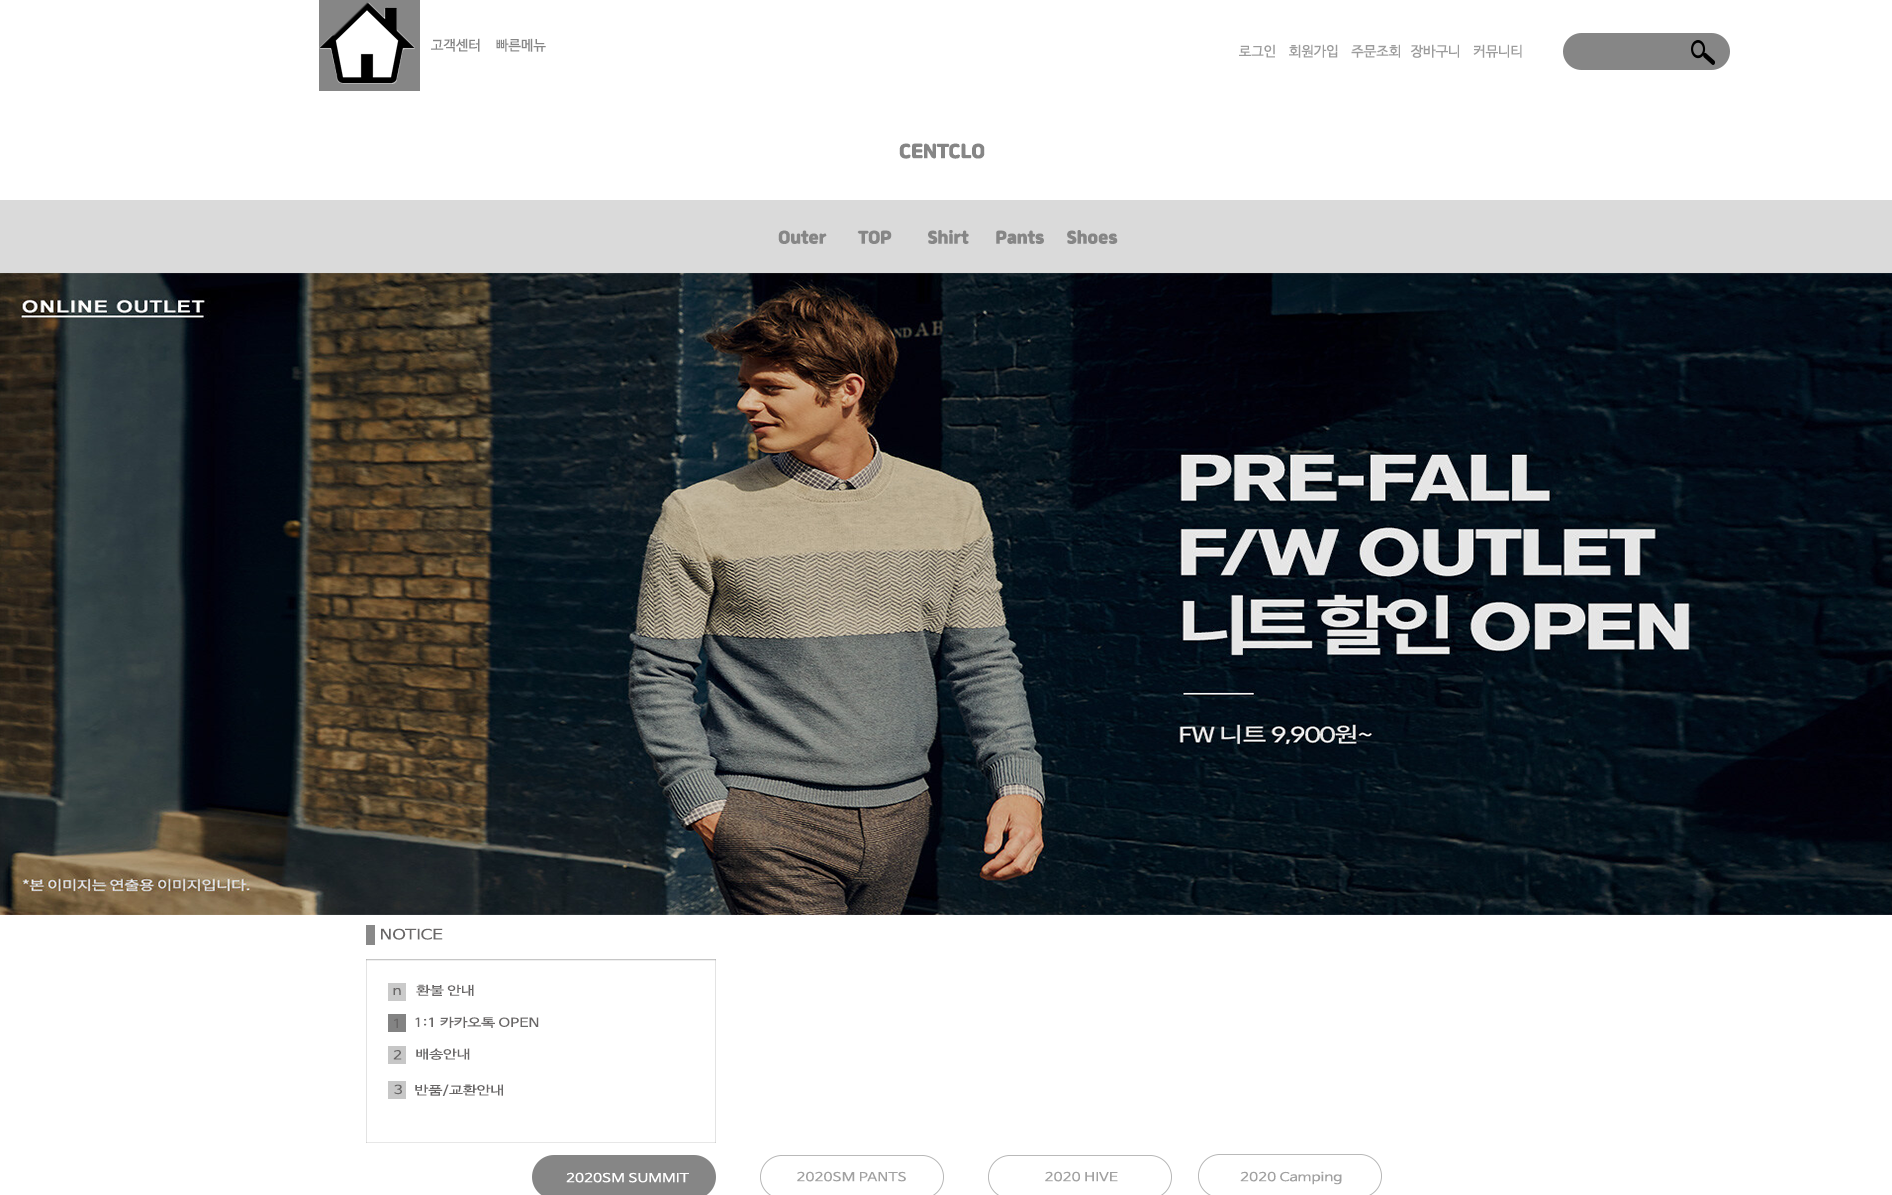 고객센터 빠른메뉴
로그인 회원가입 주문조회 장바구니 커뮤니티
CENTCLO
Outer TOP Shirt Pants Shoes
ONLINE OUTLET
ND AB
PRE-FALL
F/W OUTLET
니트 할인 OPEN
FW 니트 9,900원~
*본 이미지는 연출용 이미지입니다.
NOTICE
n 환불 안내
1 1:1 카카오톡 OPEN
2 배송안내
3 반품/교환안내
2020SM SUMMIT 2020SM PANTS 2020 HIVE 2020 Camping